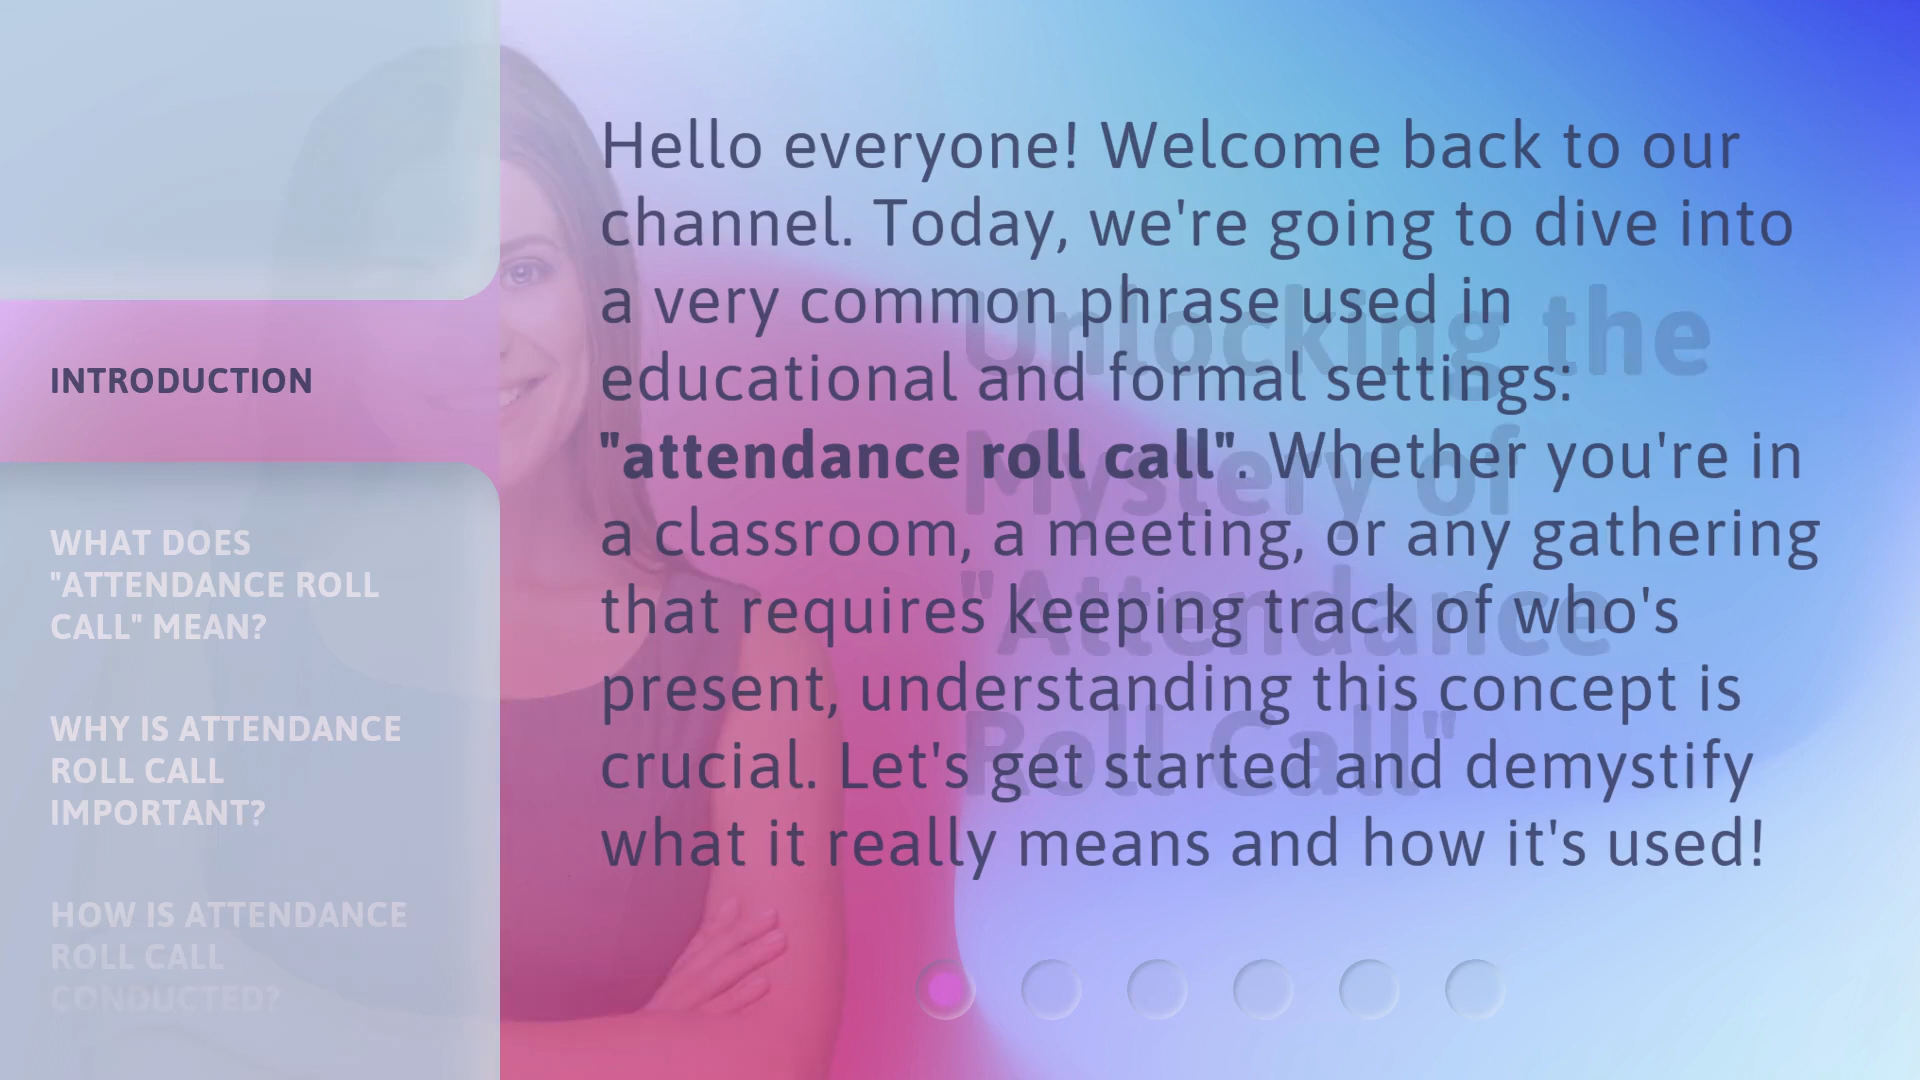 INTRODUCTION
WHAT DOES
"ATTENDANCE ROLL
CALL" MEAN?
WHY IS ATTENDANCE
ROLL CALL
IMPORTANT?
HOW IS ATTENDANCE
ROLL CALL
CONDUCTED?
Hello everyone! Welcome back to our
channel. Today, we're going to dive into
a very common phrase used in
educational and formal settings:
"attendance roll call". Whether you're in
a classroom, a meeting, or any gathering
that requires keeping track of who's
present, understanding this concept is
crucial. Let's get started and demystify
what it really means and how it's used!
Unlocking the
Mystery of
"Attendance
Roll Call"